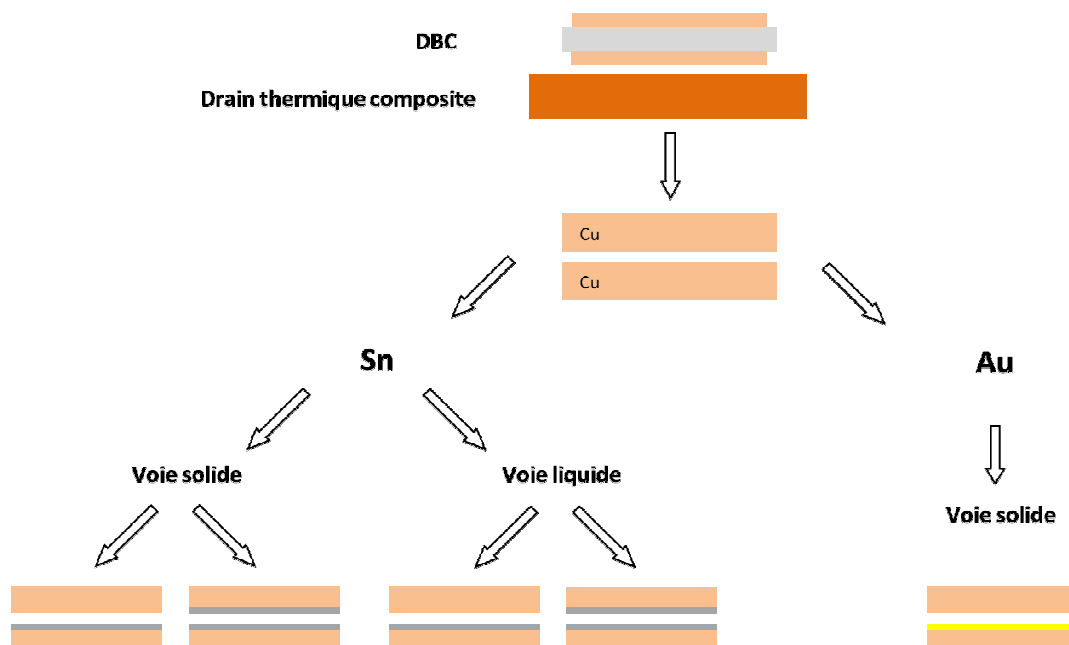 DBC
Drain thermique composite
Cu
Cu
Sn
Au
Voie solide
Voie liquide
Voie solide